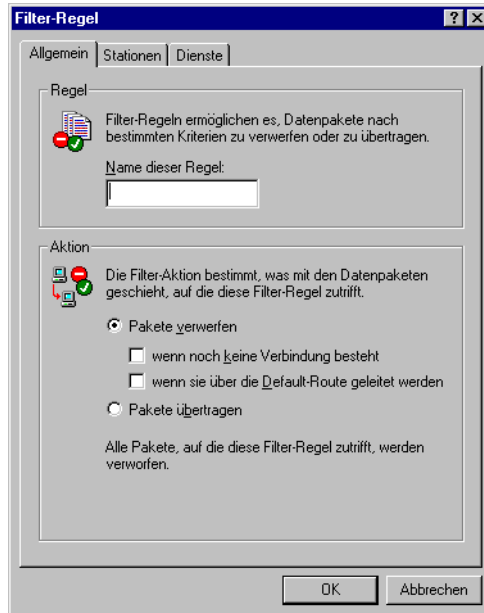 Filter-Regel
Allgemein
Stationen
Dienste
Regel
Filter-Regeln ermöglichen es, Datenpakete nach
bestimmten Kriterien zu verwerfen oder zu übertragen.
Name dieser Regel:
Aktion
Die Filter-Aktion bestimmt, was mit den Datenpaketen
geschieht, auf die diese Filter-Regel zutrifft.
Pakete verwerfen
wenn noch keine Verbindung besteht
wenn sie über die Default-Route geleitet werden
Pakete übertragen
Alle Pakete, auf die diese Filter-Regel zutrifft, werden
verworfen.
OK
Abbrechen